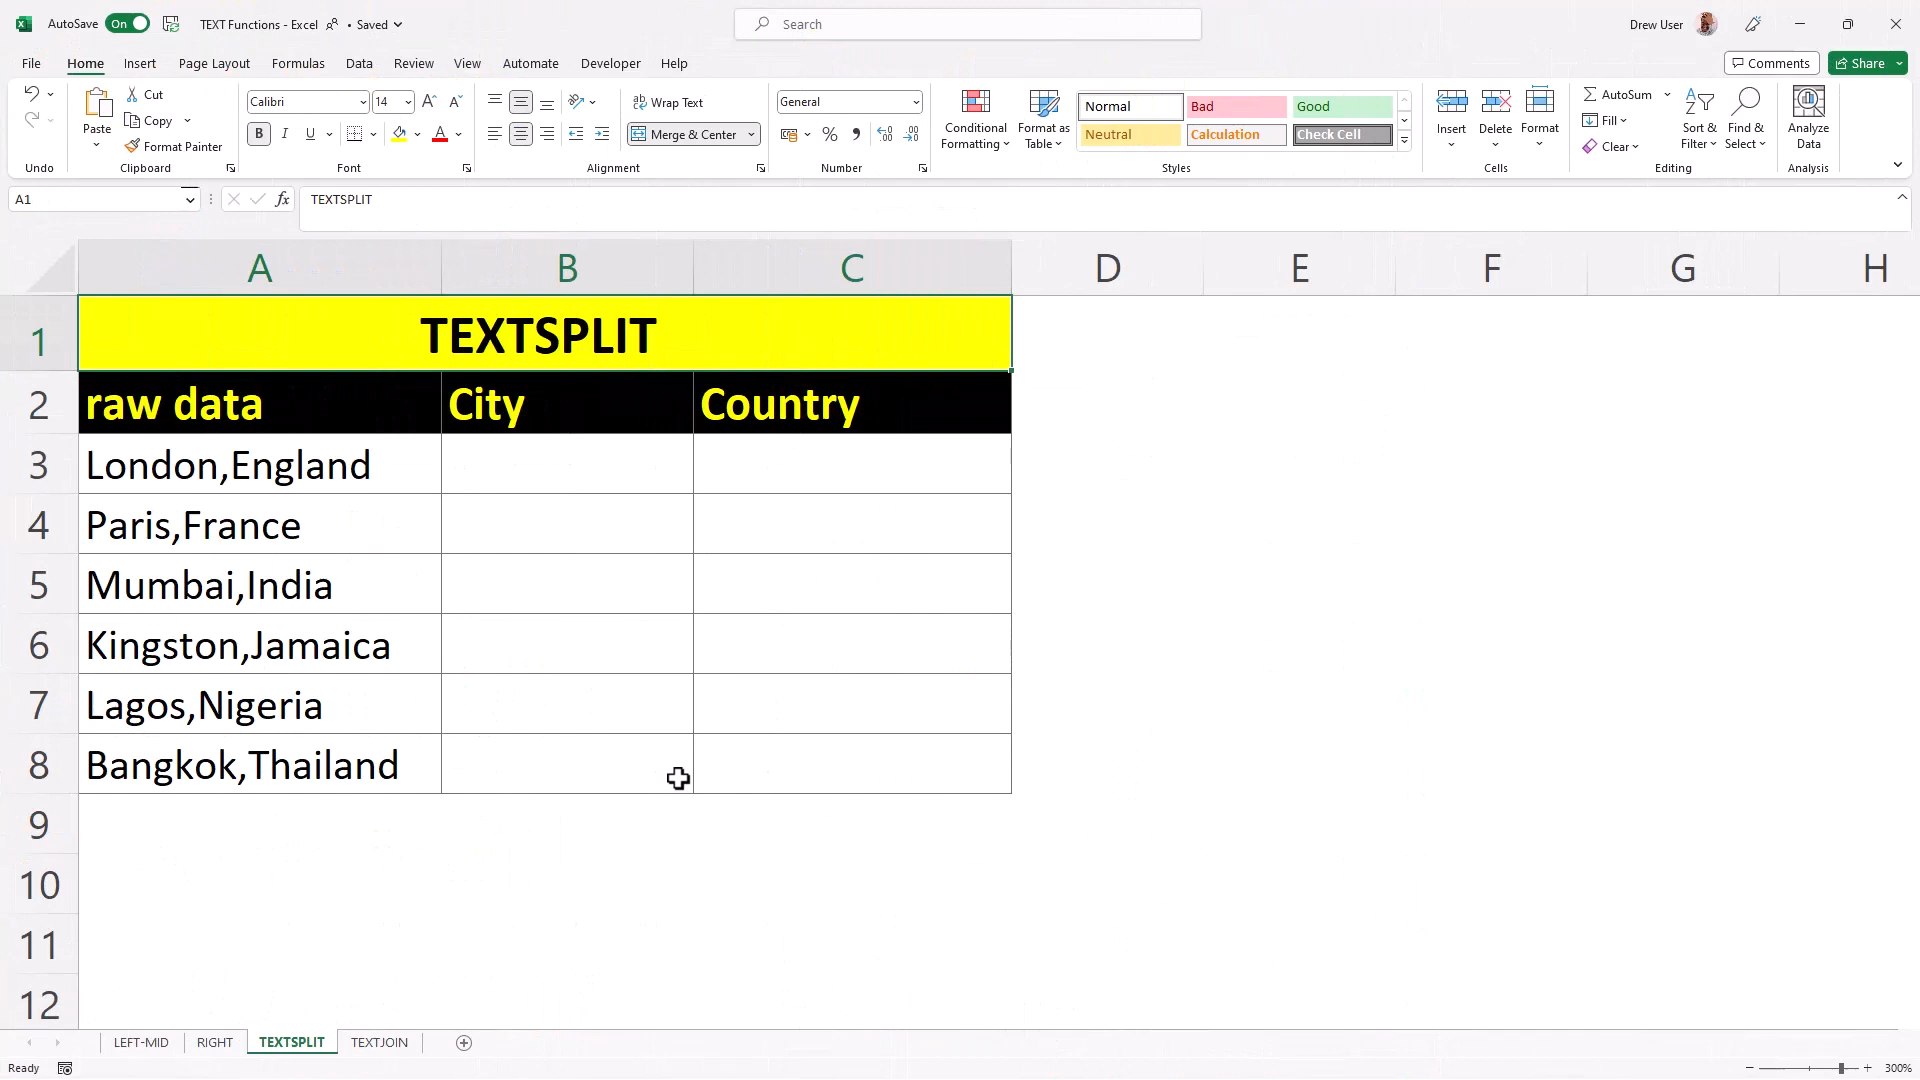 AutoSave On TEXT Functions - Excel • Saved Search Drew User
File Home Insert Page Layout Formulas Data Review View Automate Developer Help Comments Share
Cut
Copy
Format Painter
Paste
Calibri 14
B I U
Wrap Text
Merge & Center
General
Conditional Formatting
Format as Table
Normal Bad Good
Neutral Calculation Check Cell
Insert Delete Format
AutoSum
Fill
Clear
Sort & Filter
Find & Select
Analyze Data
Undo Clipboard Font Alignment Number Styles Cells Editing Analysis
A1 fx TEXTSPLIT
A B C D E F G H
1 TEXTSPLIT
2 raw data City Country
3 London,England
4 Paris,France
5 Mumbai,India
6 Kingston,Jamaica
7 Lagos,Nigeria
8 Bangkok,Thailand
9
10
11
12
LEFT-MID RIGHT TEXTSPLIT TEXTJOIN
Ready 300%